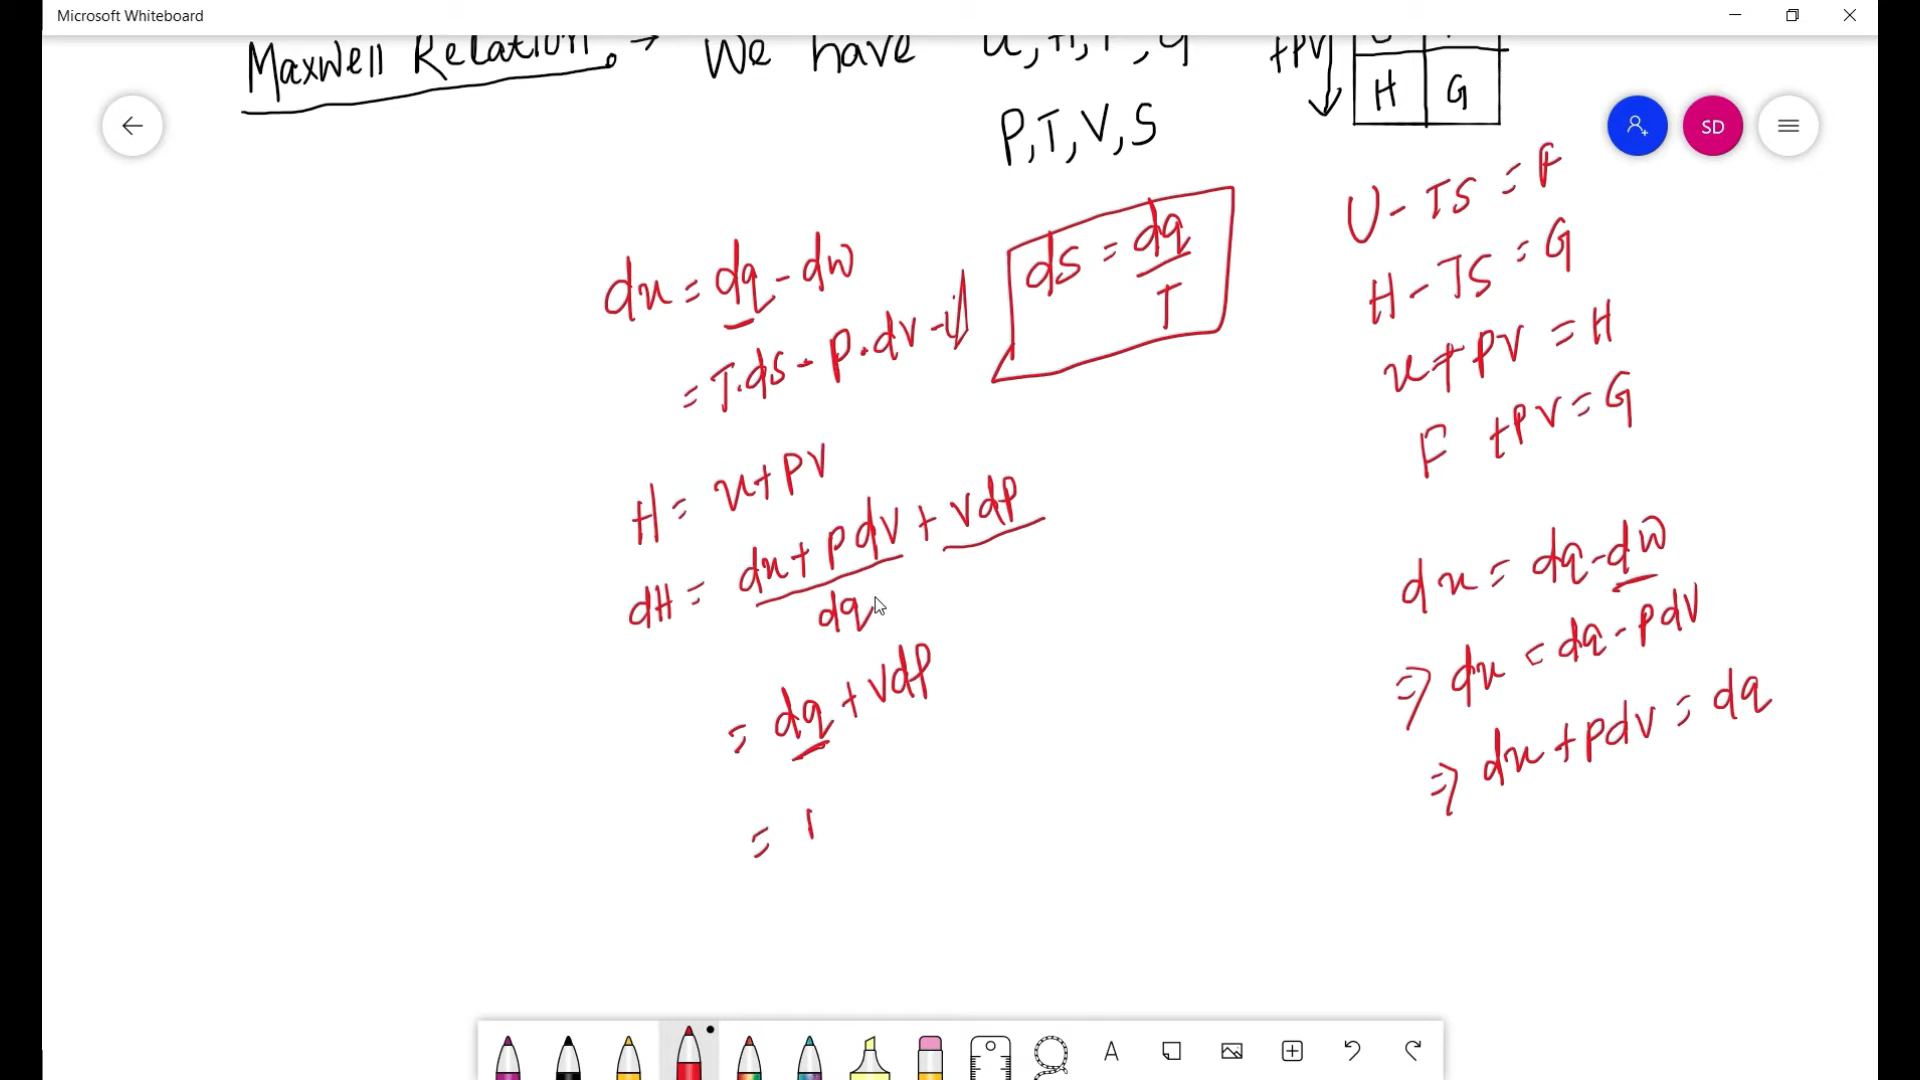 Microsoft Whiteboard
Maxwell Relation. → We have U, H, F, G
+PV
H G
P, T, V, S
SD
du = dq - dw
= T.ds - P.dv - i)
dS = dq/T
H = u + PV
dH = du + Pdv + vdp
dq
= dq + vdp
=
U - TS = F
H - TS = G
u + PV = H
F + PV = G
du = dq - dw
⇒ du = dq - PdV
⇒ du + Pdv = dq
A